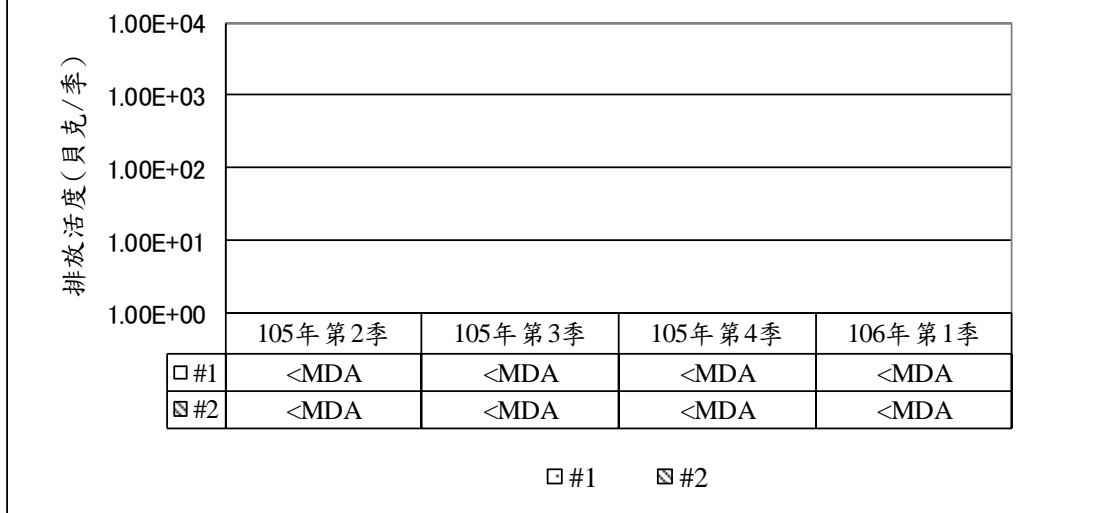 1.00E+04
1.00E+03
1.00E+02
1.00E+01
1.00E+00
排放活度(貝克/季)
105年第2季 105年第3季 105年第4季 106年第1季
#1 <MDA <MDA <MDA <MDA
#2 <MDA <MDA <MDA <MDA
#1 #2